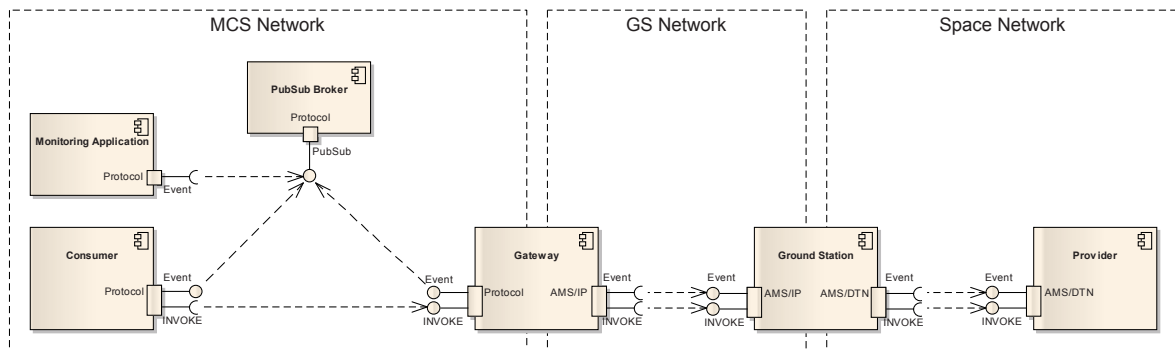 MCS Network
GS Network
Space Network
PubSub Broker
Protocol
PubSub
Monitoring Application
Protocol
Event
Consumer
Protocol
Event
INVOKE
Gateway
Event
Protocol
INVOKE
Event
AMS/IP
INVOKE
Ground Station
Event
AMS/IP
INVOKE
Event
AMS/DTN
INVOKE
Provider
Event
AMS/DTN
INVOKE